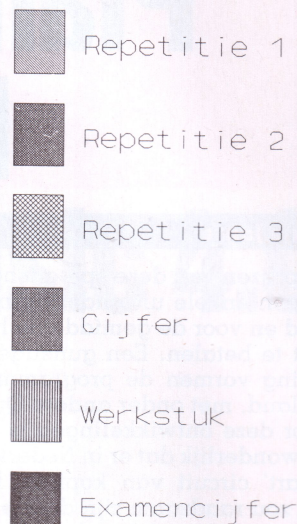 Repetitie 1
Repetitie 2
Repetitie 3
Cijfer
Werkstuk
Examencijfer